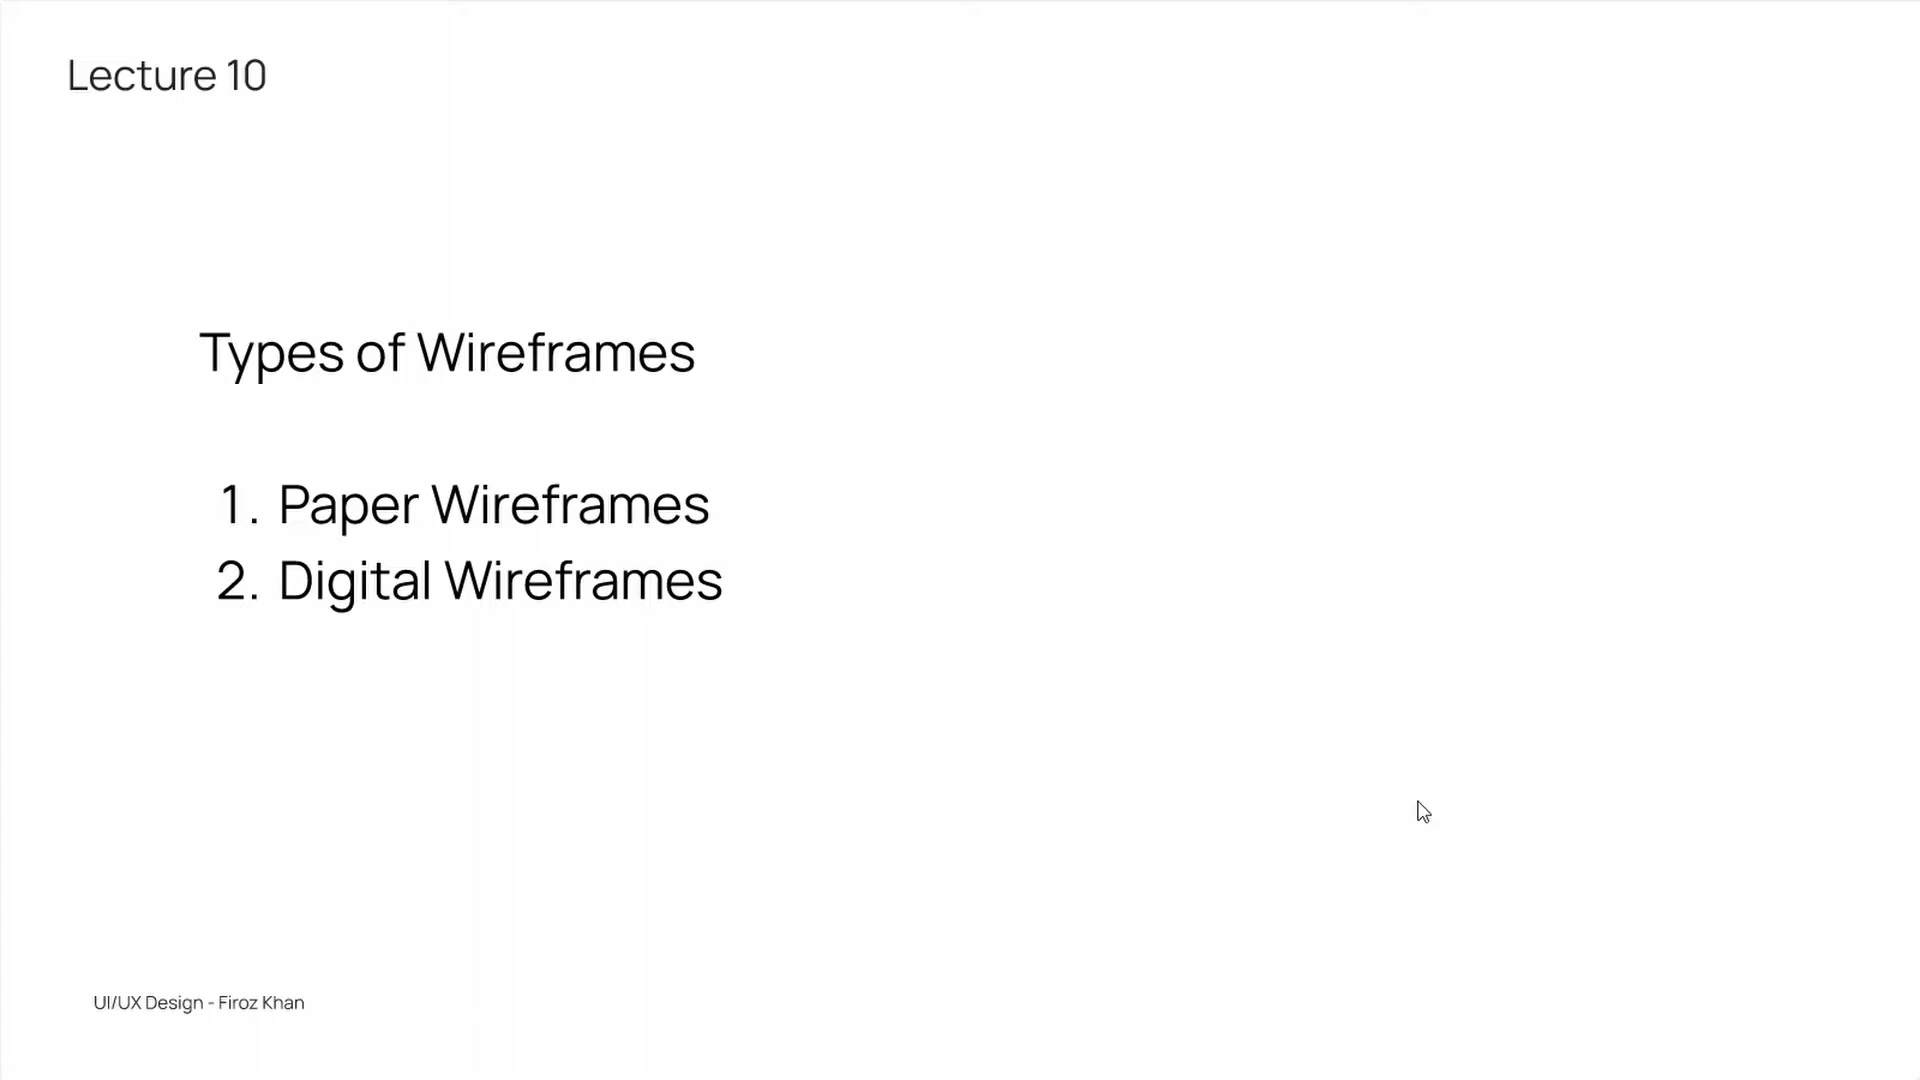 Lecture 10
Types of Wireframes
1. Paper Wireframes
2. Digital Wireframes
UI/UX Design - Firoz Khan